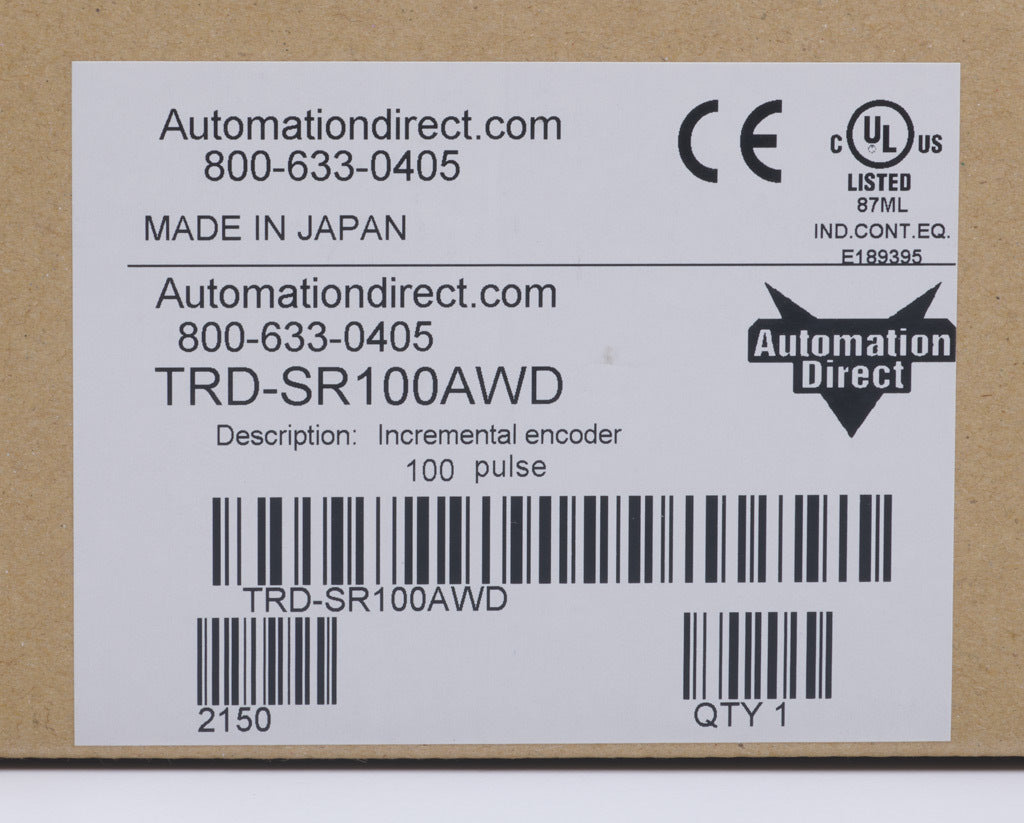 Automationdirect.com
800-633-0405
MADE IN JAPAN
CE
C UL US
LISTED
87ML
IND.CONT.EQ.
E189395
Automationdirect.com
800-633-0405
TRD-SR100AWD
Description: Incremental encoder
100 pulse
Automation
Direct
TRD-SR100AWD
2150
QTY 1